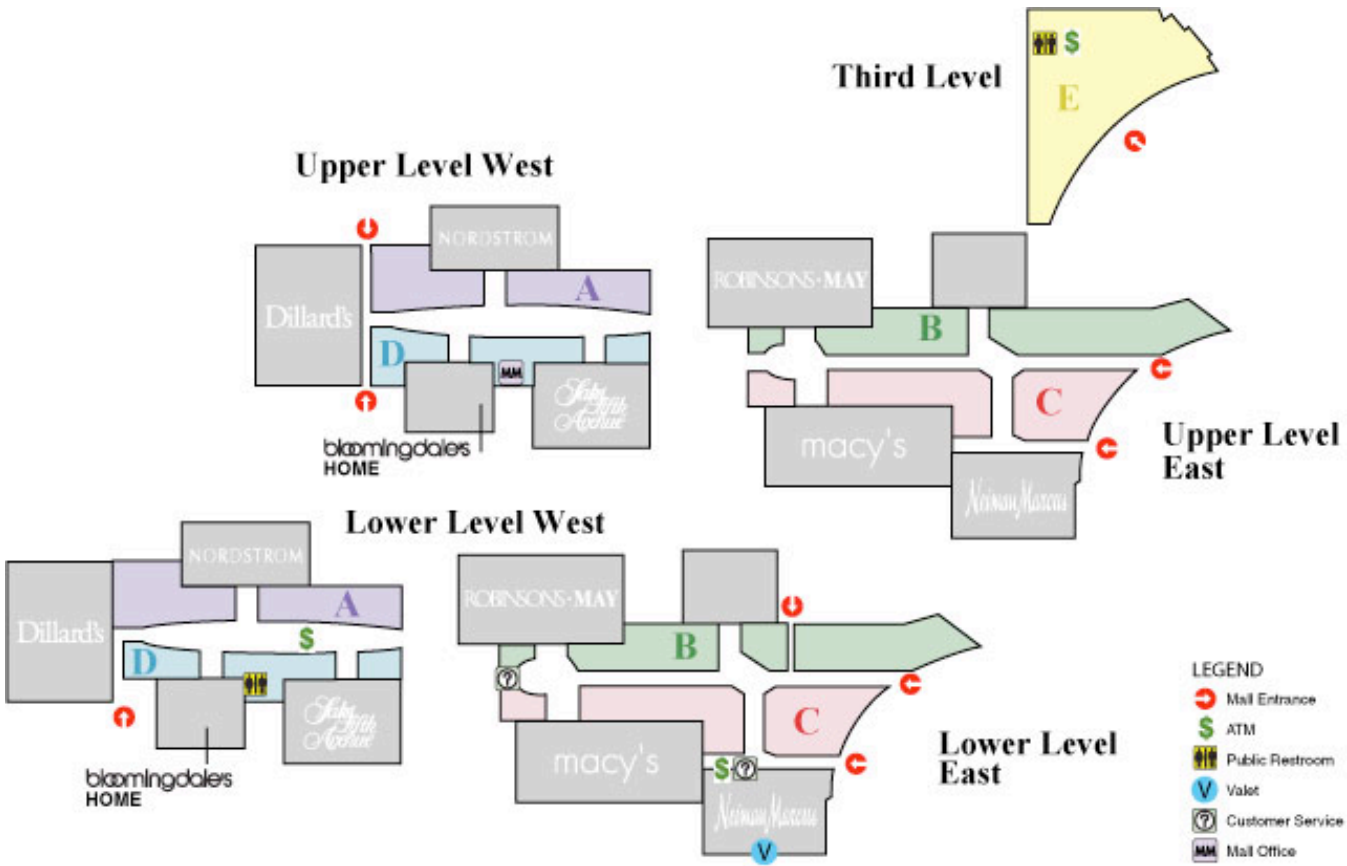 Third Level
$
E
Upper Level West
NORDSTROM
A
Dillard's
D
MM
Saks
Fifth
Avenue
bloomingdale's
HOME
ROBINSONS·MAY
B
C
macy's
Neiman Marcus
Upper Level
East
Lower Level West
NORDSTROM
A
Dillard's
$
D
Saks
Fifth
Avenue
bloomingdale's
HOME
ROBINSONS·MAY
B
?
C
macy's
$ ?
Neiman Marcus
V
Lower Level
East
LEGEND
Mall Entrance
$ ATM
Public Restroom
V Valet
? Customer Service
MM Mall Office